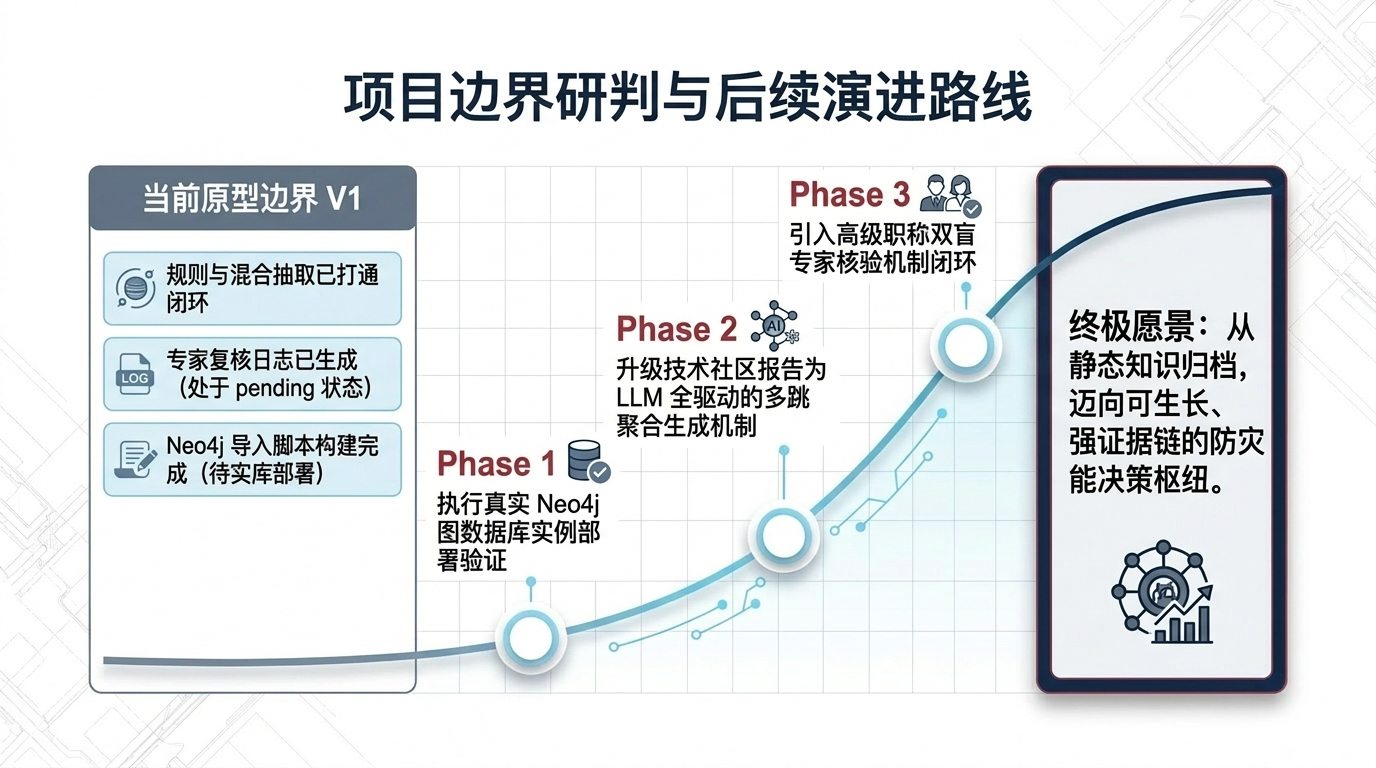 项目边界研判与后续演进路线
当前原型边界 V1
规则与混合抽取已打通
闭环
LOG
专家复核日志已生成
（处于 pending 状态）
Neo4j 导入脚本构建完
成（待实库部署）
Phase 1
执行真实 Neo4j
图数据库实例部
署验证
Phase 2
AI
升级技术社区报告为
LLM 全驱动的多跳
聚合生成机制
Phase 3
引入高级职称双盲
专家核验机制闭环
终极愿景：从
静态知识归档，
迈向可生长、
强证据链的防灾
能决策枢纽。